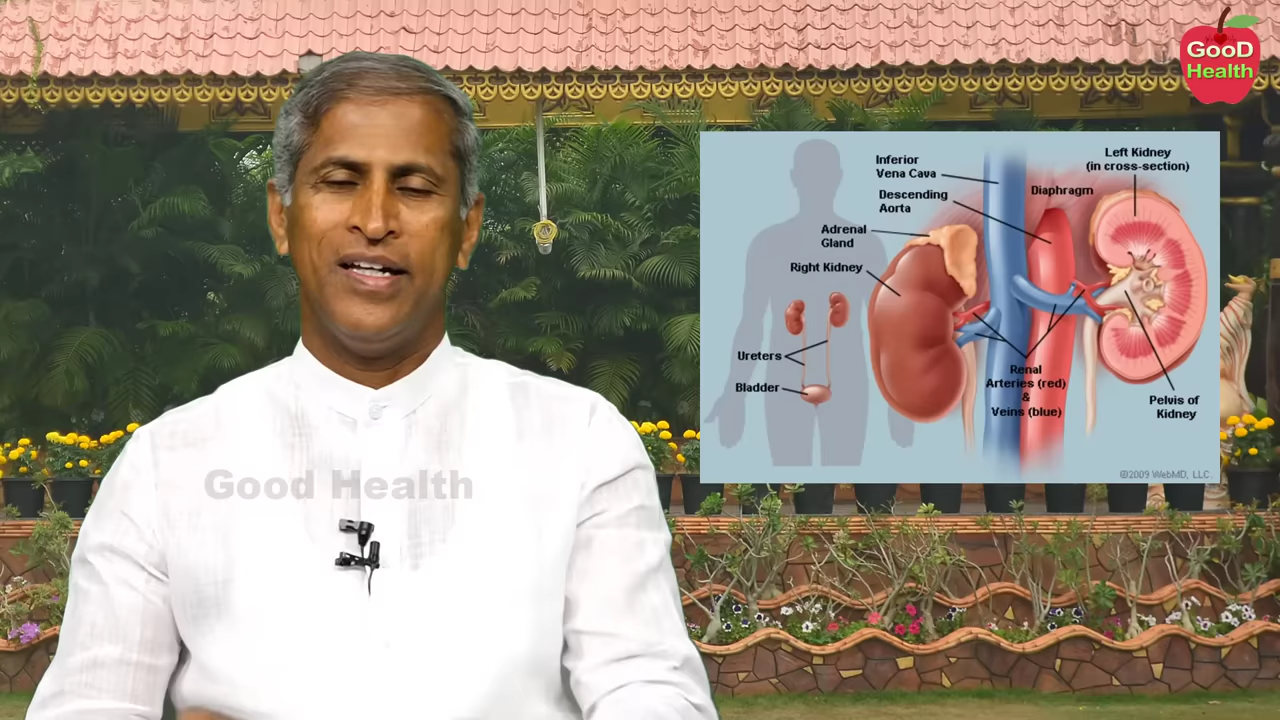 GooD
Health
Inferior
Vena Cava
Descending
Aorta
Adrenal
Gland
Right Kidney
Diaphragm
Left Kidney
(in cross-section)
Ureters
Bladder
Renal
Arteries (red)
&
Veins (blue)
Pelvis of
Kidney
©2009 WebMD, LLC.
Good Health